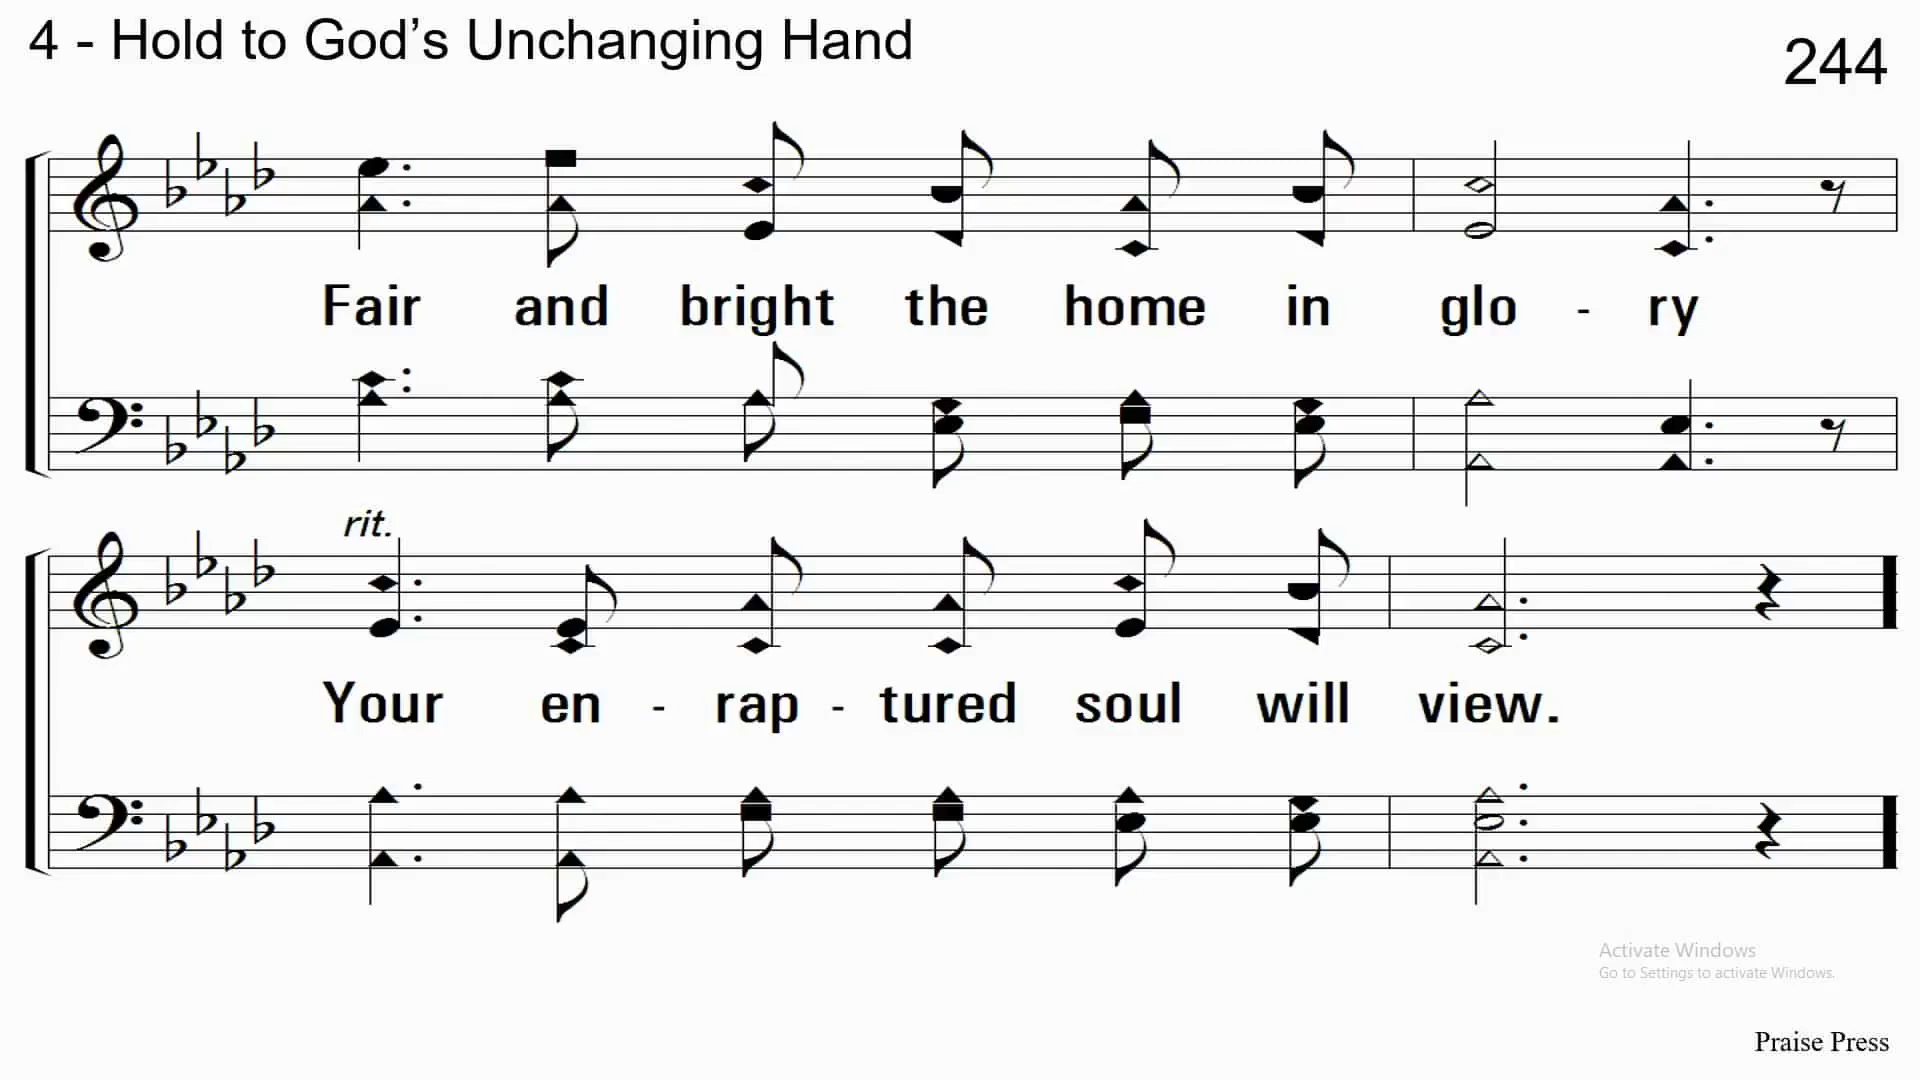 4 - Hold to God’s Unchanging Hand
244
Fair and bright the home in glo - ry
rit.
Your en - rap - tured soul will view.
Activate Windows
Go to Settings to activate Windows.
Praise Press